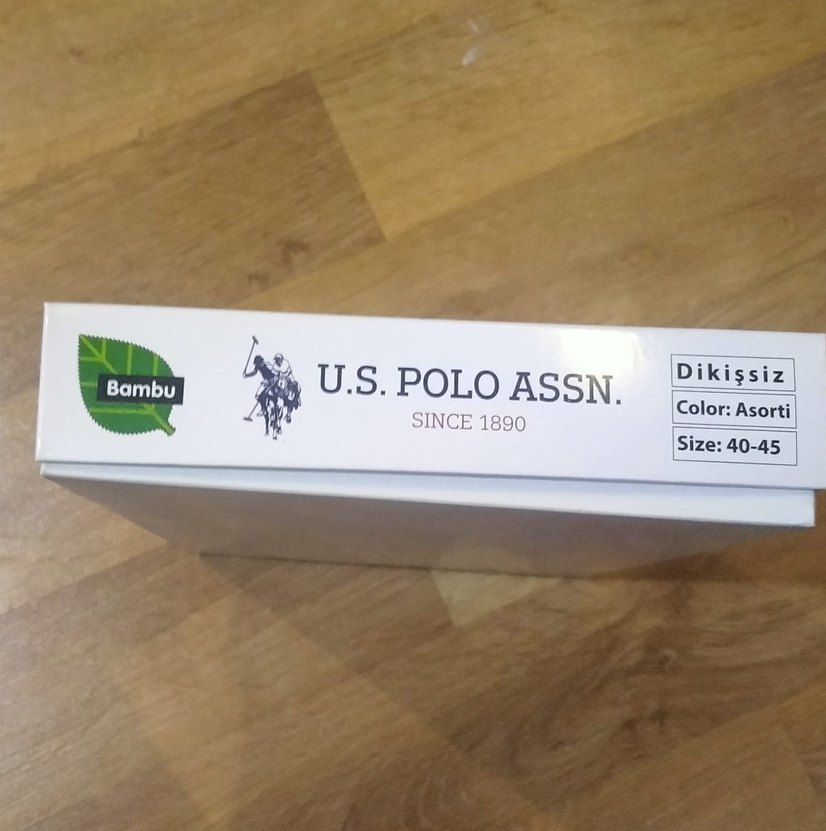 Bambu
U.S. POLO ASSN.
SINCE 1890
Dikişsiz
Color: Asorti
Size: 40-45